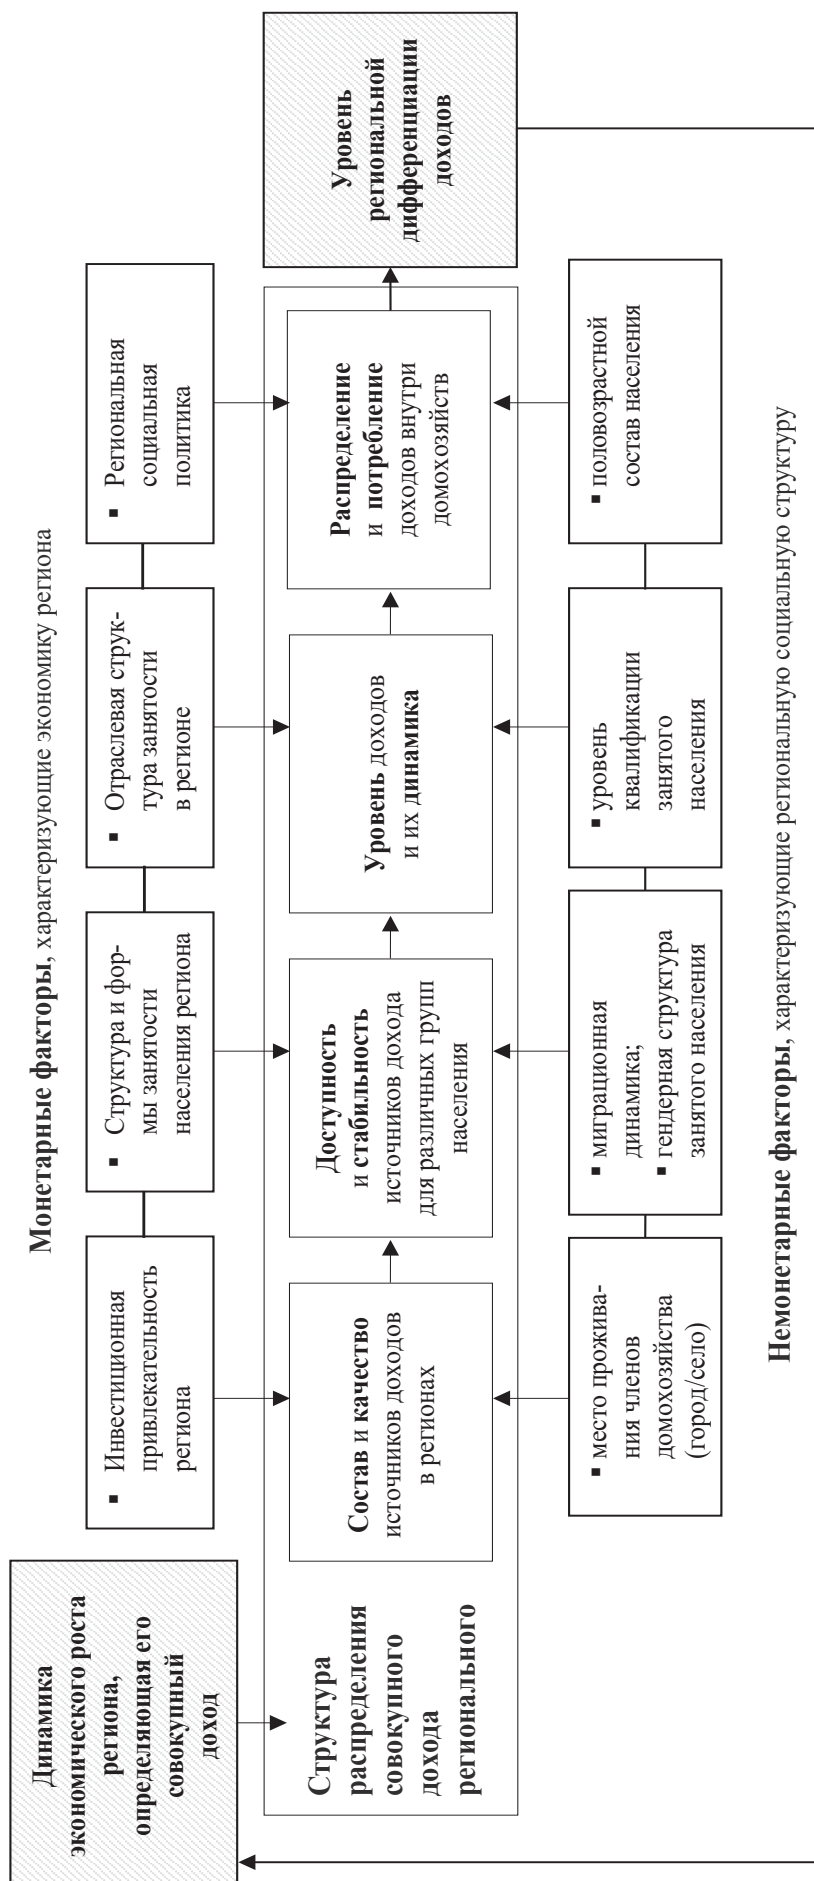 Монетарные факторы, характеризующие экономику региона
Динамика
экономического роста
региона,
определяющая его
совокупный
доход
▪ Инвестиционная
привлекательность
региона
▪ Структура и фор-
мы занятости
населения региона
▪ Отраслевая струк-
тура занятости
в регионе
▪ Региональная
социальная
политика
Структура
распределения
совокупного
дохода
регионального
Состав и качество
источников доходов
в регионах
Доступность
и стабильность
источников дохода
для различных групп
населения
Уровень доходов
и их динамика
Распределение
и потребление
доходов внутри
домохозяйств
Уровень
региональной
дифференциации
доходов
▪ место прожива-
ния членов
домохозяйства
(город/село)
▪ миграционная
динамика;
▪ гендерная структура
занятого населения
▪ уровень
квалификации
занятого
населения
▪ половозрастной
состав населения
Немонетарные факторы, характеризующие региональную социальную структуру